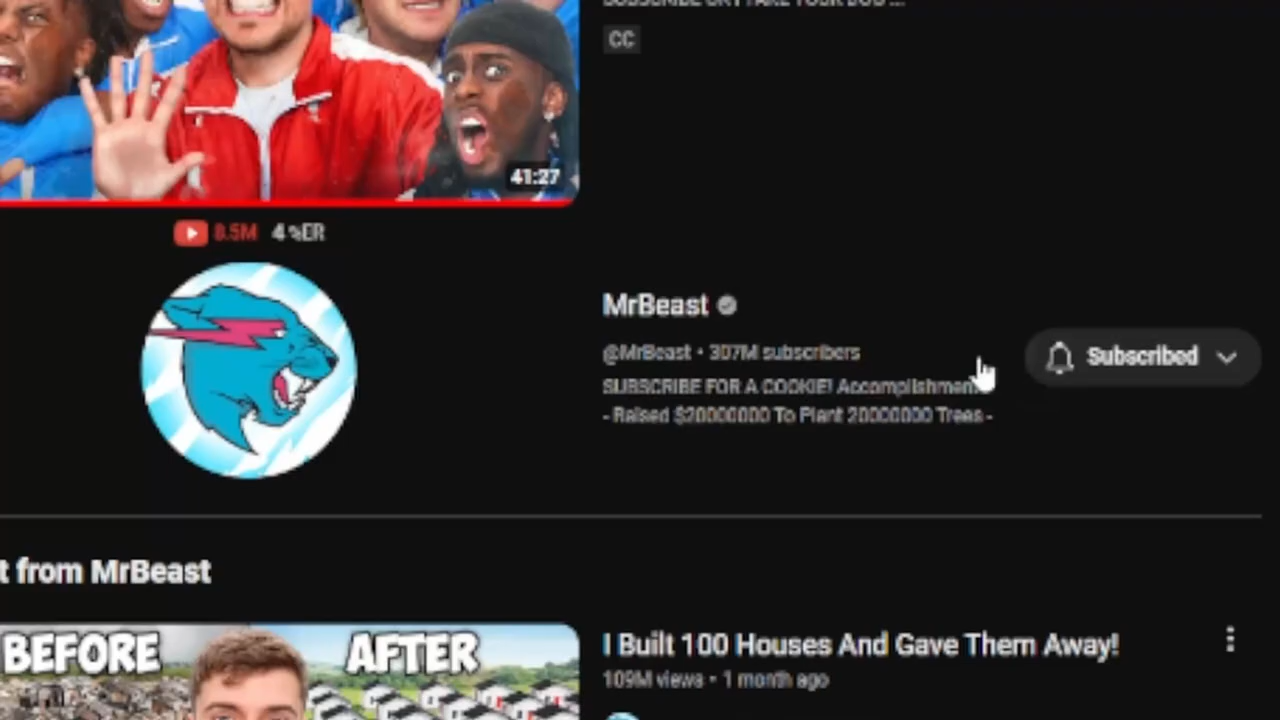 CC
41:27
8.5M 4 %ER
MrBeast
@MrBeast • 307M subscribers
Subscribed
SUBSCRIBE FOR A COOKIE! Accomplishmen
- Raised $20000000 To Plant 20000000 Trees -
t from MrBeast
BEFORE AFTER
I Built 100 Houses And Gave Them Away!
109M views • 1 month ago